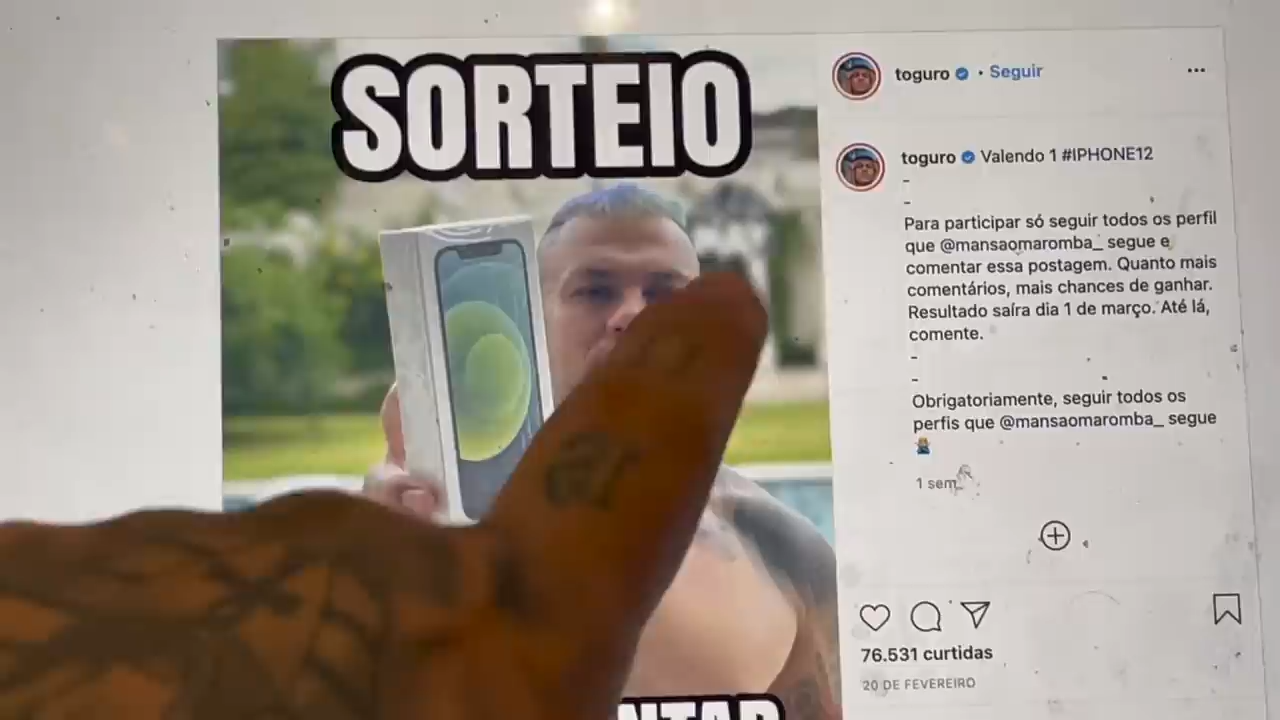 SORTEIO
toguro • Seguir
toguro Valendo 1 #IPHONE12
-
-
Para participar só seguir todos os perfil
que @mansaomaromba_ segue e
comentar essa postagem. Quanto mais
comentários, mais chances de ganhar.
Resultado saíra dia 1 de março. Até lá,
comente.
-
-
Obrigatoriamente, seguir todos os
perfis que @mansaomaromba_ segue
1 sem
76.531 curtidas
20 DE FEVEREIRO